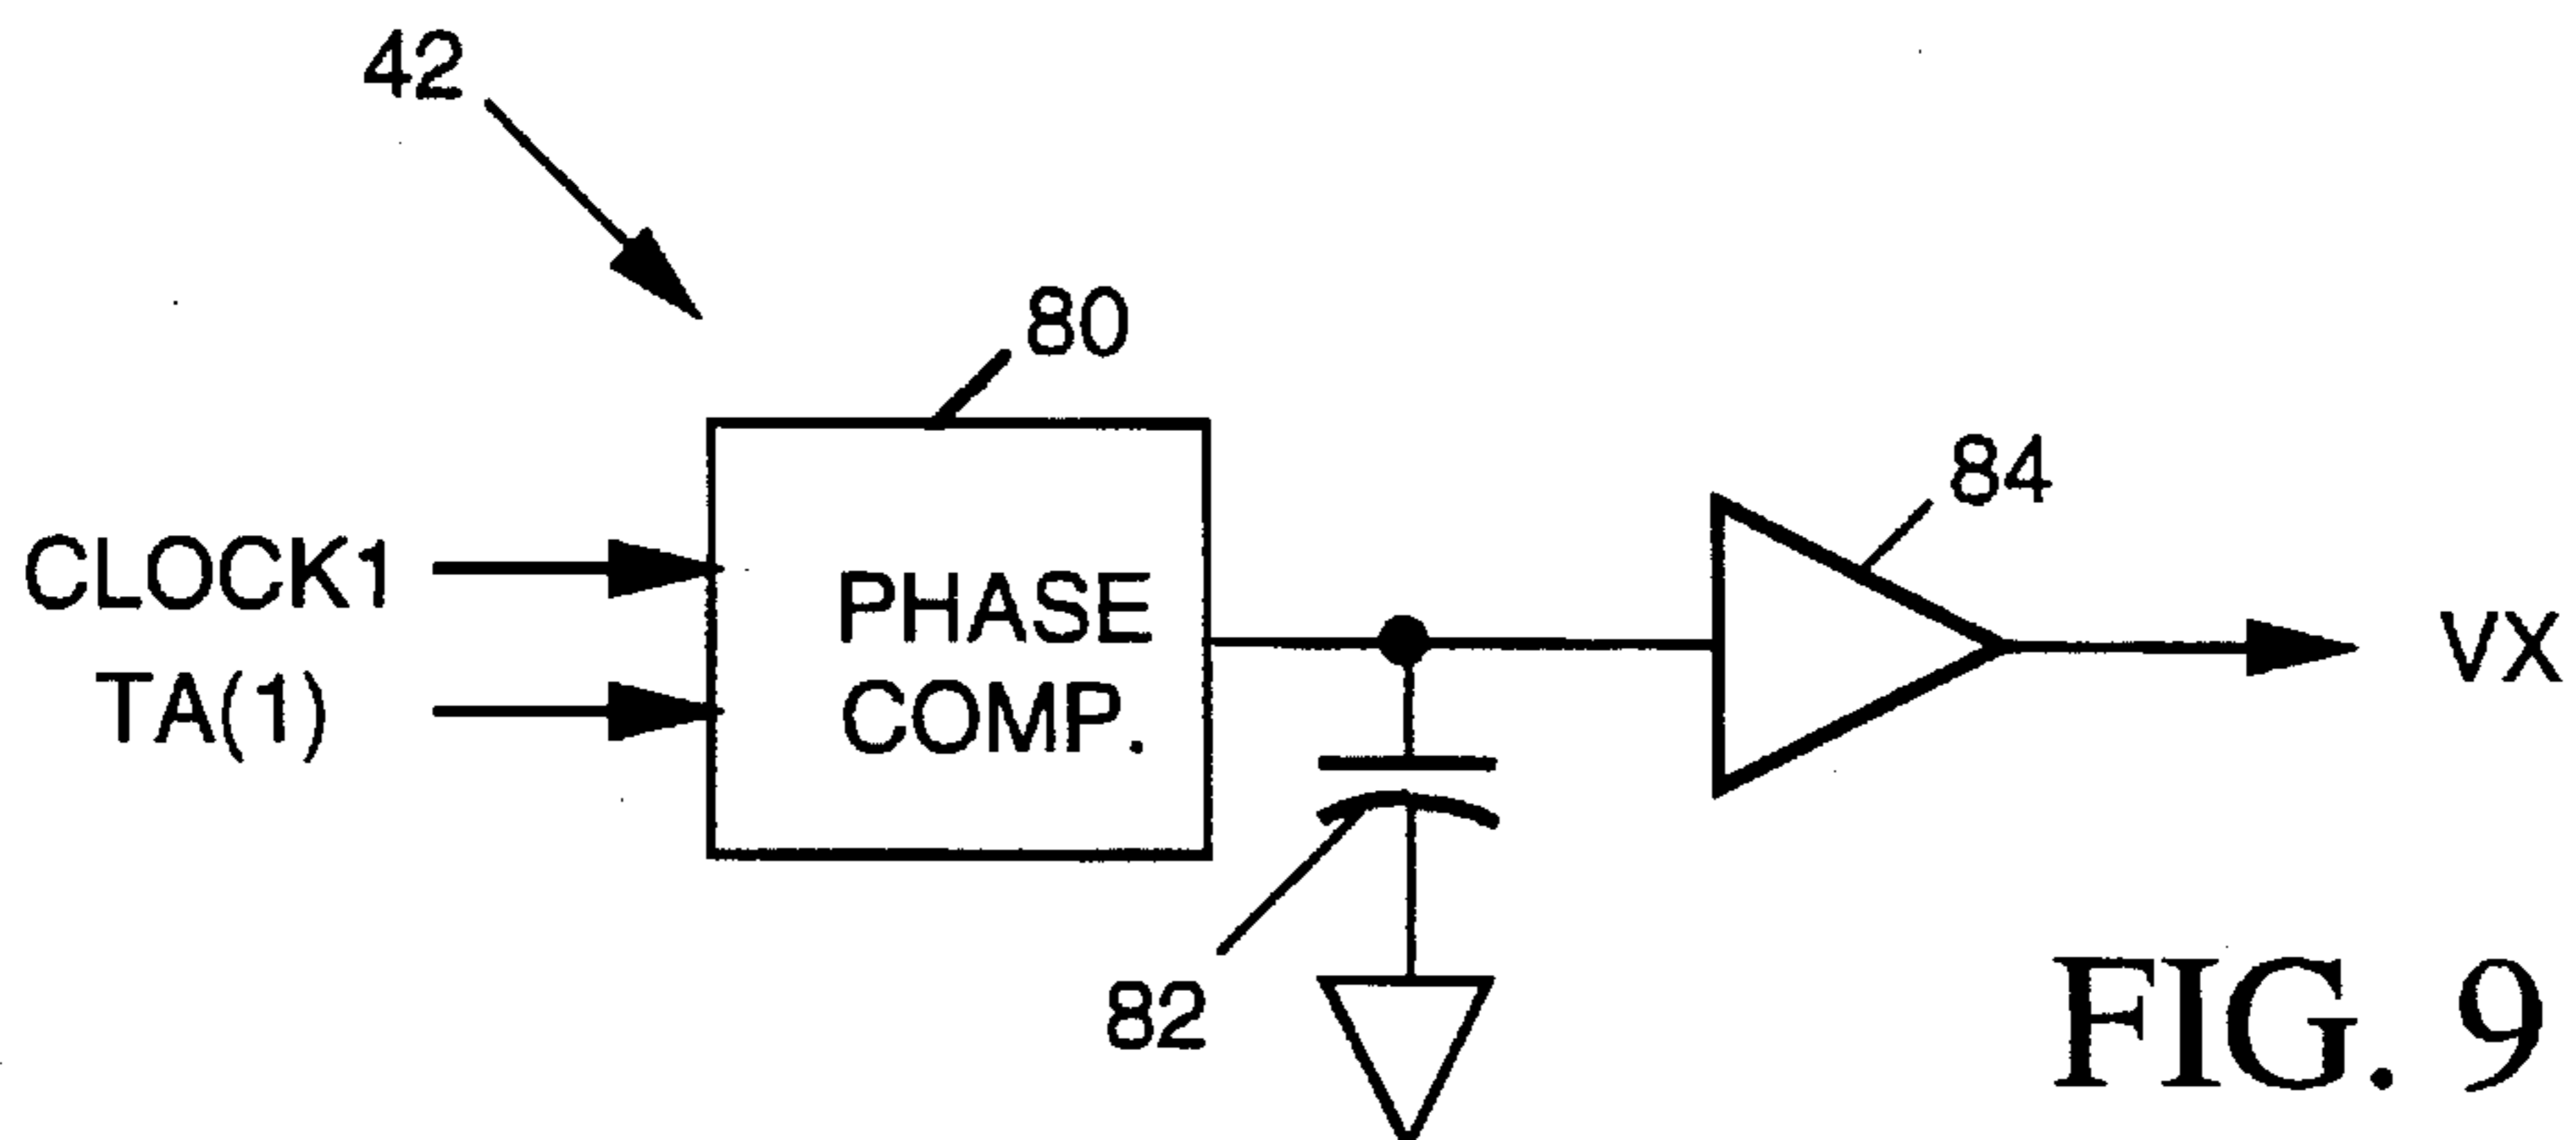 42
80
84
CLOCK1
TA(1)
PHASE
COMP.
VX
82
FIG. 9